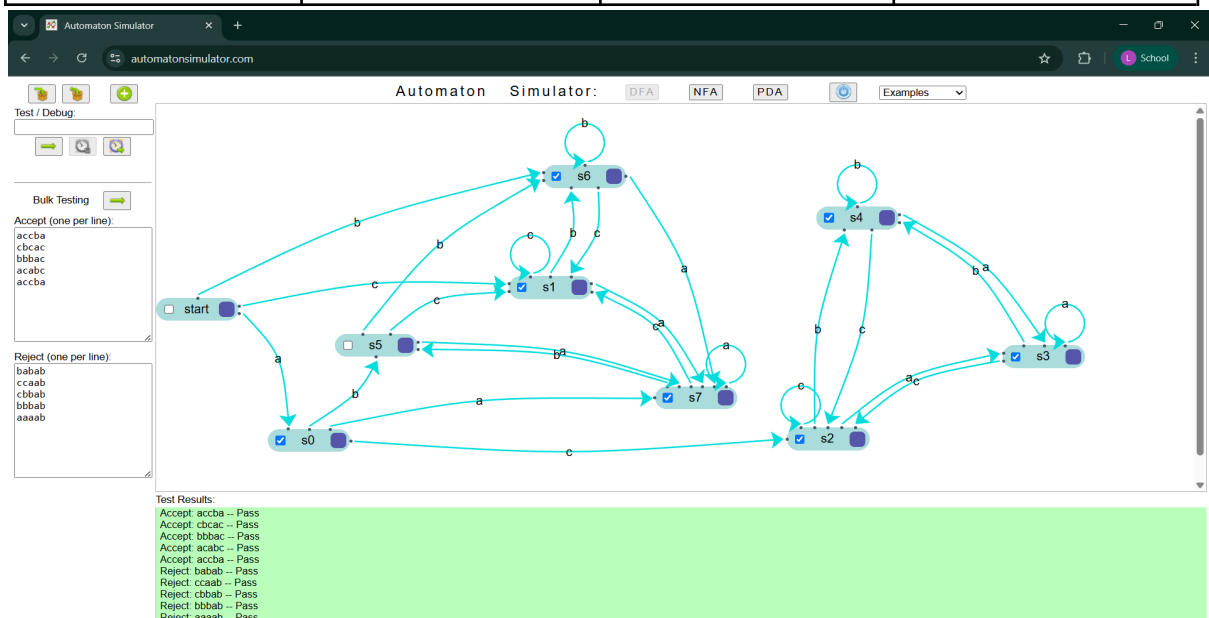 Automaton Simulator
automatonsimulator.com
L School
Automaton Simulator: DFA NFA PDA Examples
Test / Debug:
Bulk Testing
Accept (one per line):
accba
cbcac
bbbac
acabc
accba
Reject (one per line):
babab
ccaab
cbbab
bbbab
aaaab
b
s6
b
s4
b
b
b
c
c
a
b
a
c
s1
start
c
c
a
b
c
a
s5
b
a
a
a
s3
a
b
a
s7
c
a
c
s0
c
s2
Test Results:
Accept: accba -- Pass
Accept: cbcac -- Pass
Accept: bbbac -- Pass
Accept: acabc -- Pass
Accept: accba -- Pass
Reject: babab -- Pass
Reject: ccaab -- Pass
Reject: cbbab -- Pass
Reject: bbbab -- Pass
Reject: aaaab -- Pass